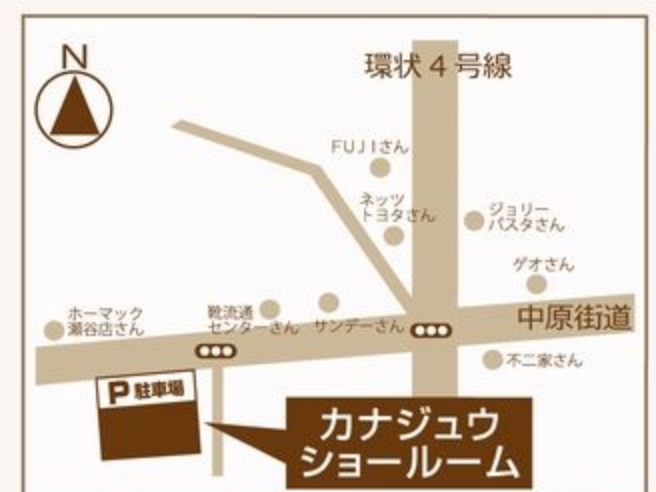 N
環状4号線
FUJIさん
ネッツ
トヨタさん
ジョリー
パスタさん
ゲオさん
ホーマック
瀬谷店さん
靴流通
センターさん
サンデーさん
中原街道
不二家さん
P 駐車場
カナジュウ
ショールーム